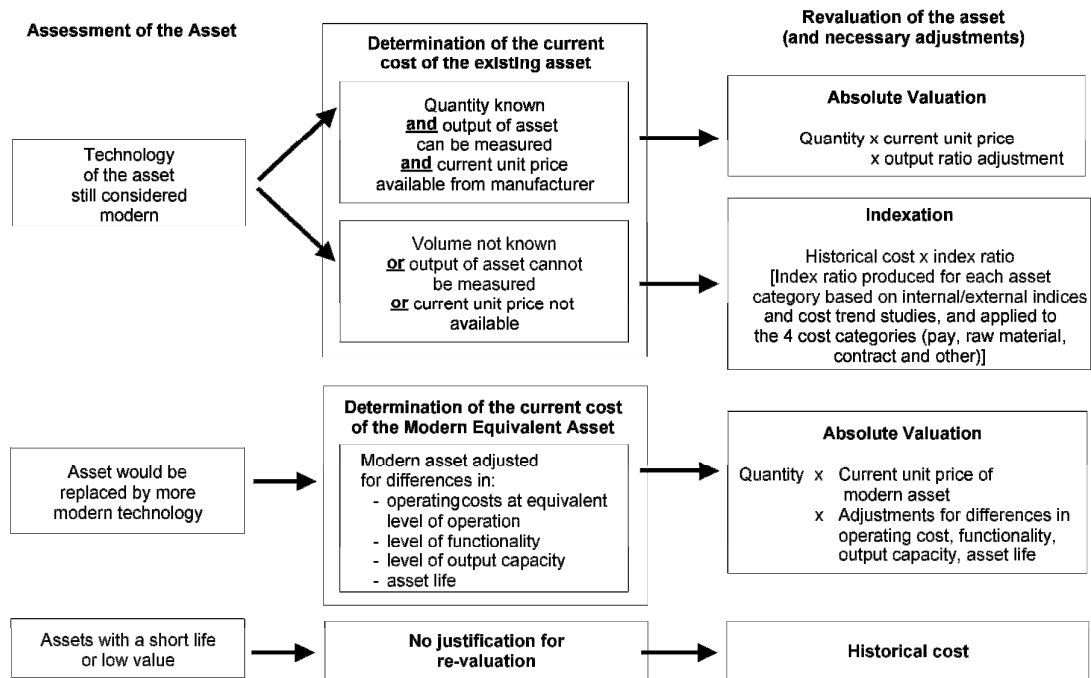 Assessment of the Asset
Determination of the current
cost of the existing asset
Revaluation of the asset
(and necessary adjustments)
Technology
of the asset
still considered
modern
Quantity known
and output of asset
can be measured
and current unit price
available from manufacturer
Absolute Valuation
Quantity x current unit price
x output ratio adjustment
Volume not known
or output of asset cannot
be measured
or current unit price not
available
Indexation
Historical cost x index ratio
[Index ratio produced for each asset
category based on internal/external indices
and cost trend studies, and applied to
the 4 cost categories (pay, raw material,
contract and other)]
Asset would be
replaced by more
modern technology
Determination of the current cost
of the Modern Equivalent Asset
Modern asset adjusted
for differences in:
- operatingcosts at equivalent
level of operation
- level of functionality
- level of output capacity
- asset life
Absolute Valuation
Quantity x Current unit price of
modern asset
x Adjustments for differences in
operating cost, functionality,
output capacity, asset life
Assets with a short life
or low value
No justification for
re-valuation
Historical cost